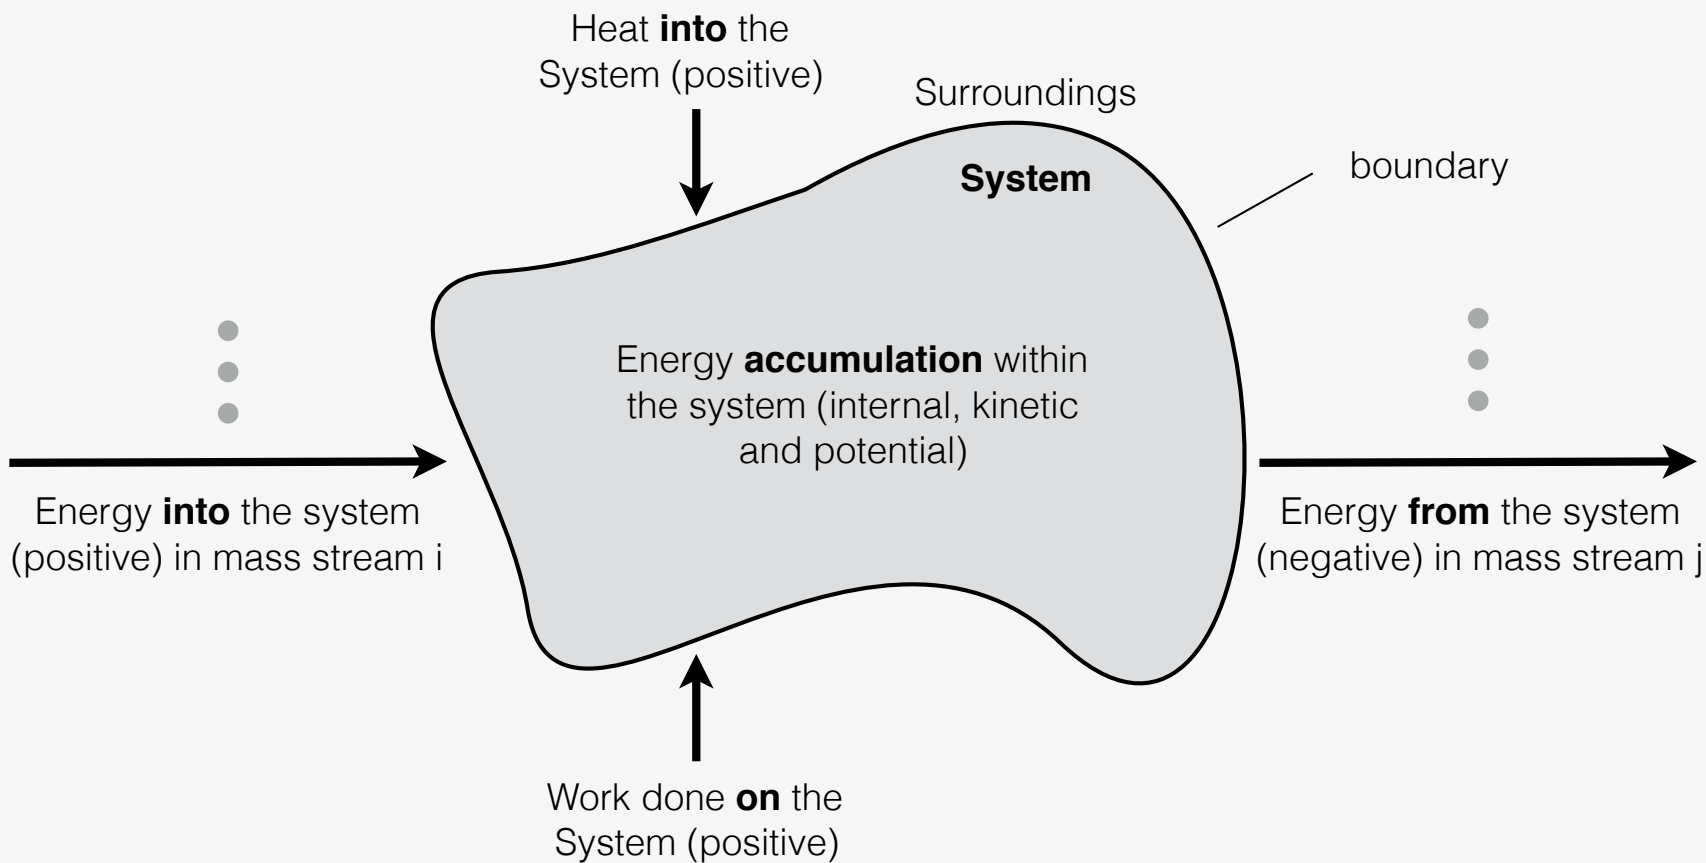 Heat into the
System (positive)
Surroundings
System
boundary
Energy accumulation within
the system (internal, kinetic
and potential)
Energy into the system
(positive) in mass stream i
Energy from the system
(negative) in mass stream j
Work done on the
System (positive)